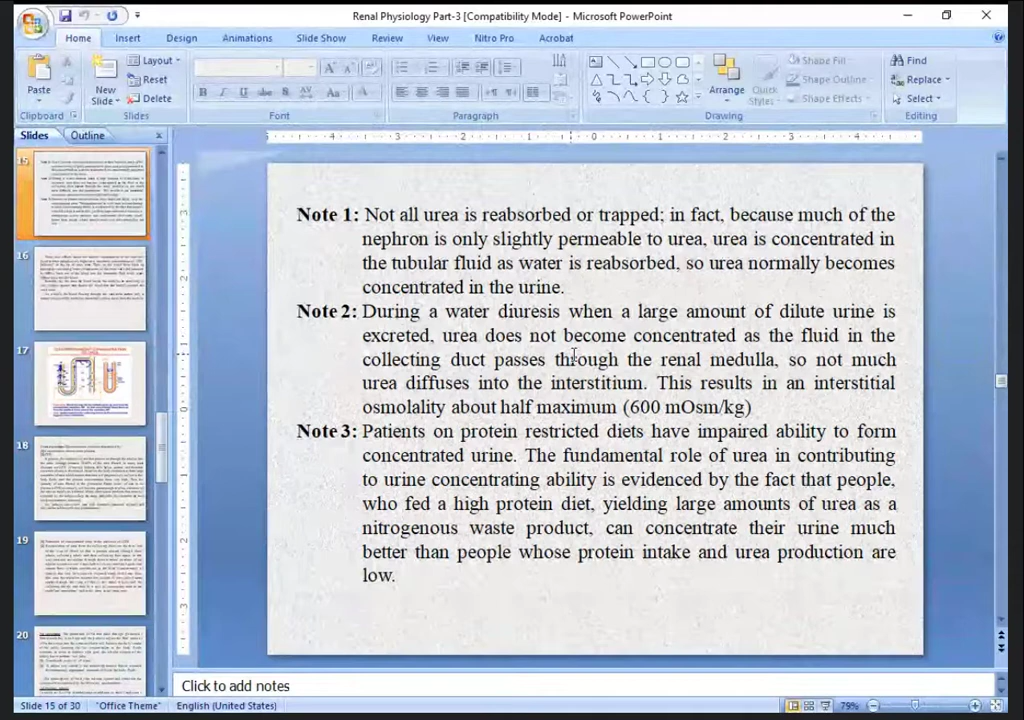 Renal Physiology Part-3 [Compatibility Mode] - Microsoft PowerPoint
Home Insert Design Animations Slide Show Review View Nitro Pro Acrobat
Paste
Clipboard
New
Slide
Layout
Reset
Delete
Slides
B I U abc S AV Aa A
Font
Paragraph
Arrange
Quick
Styles
Shape Fill
Shape Outline
Shape Effects
Drawing
Find
Replace
Select
Editing
Slides Outline
15
16
17
18
19
20
Note 1: Not all urea is reabsorbed or trapped; in fact, because much of the
nephron is only slightly permeable to urea, urea is concentrated in
the tubular fluid as water is reabsorbed, so urea normally becomes
concentrated in the urine.
Note 2: During a water diuresis when a large amount of dilute urine is
excreted, urea does not become concentrated as the fluid in the
collecting duct passes through the renal medulla, so not much
urea diffuses into the interstitium. This results in an interstitial
osmolality about half maximum (600 mOsm/kg)
Note 3: Patients on protein restricted diets have impaired ability to form
concentrated urine. The fundamental role of urea in contributing
to urine concentrating ability is evidenced by the fact that people,
who fed a high protein diet, yielding large amounts of urea as a
nitrogenous waste product, can concentrate their urine much
better than people whose protein intake and urea production are
low.
Click to add notes
Slide 15 of 30 "Office Theme" English (United States) 79%